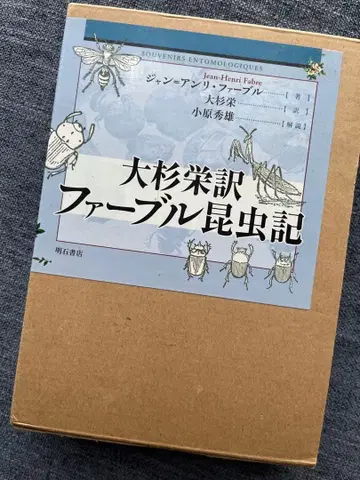 SOUVENIRS ENTOMOLOGIQUES
Jean-Henri Fabre
ジャン=アンリ・ファーブル………【著】
大杉栄………【訳】
小原秀雄………【解説】
大杉栄訳
ファーブル昆虫記
明石書店